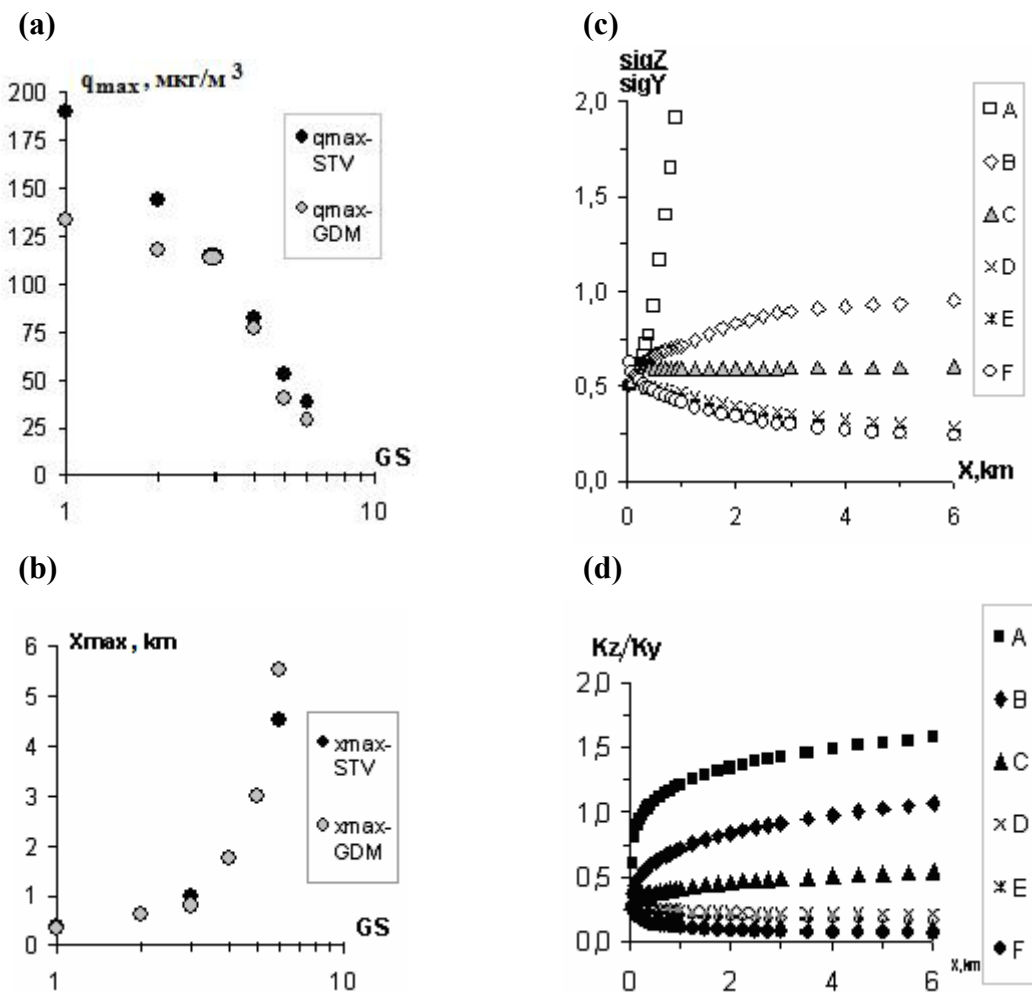 (a)
q max , мкг/м 3
200
175
150
125
100
75
50
25
0
1
10
GS
qmax-
STV
qmax-
GDM
(c)
sigZ
sigY
2,0
1,5
1,0
0,5
0,0
0
2
4
6
X,km
A
B
C
D
E
F
(b)
Xmax , km
6
5
4
3
2
1
0
1
10
GS
xmax-
STV
xmax-
GDM
(d)
Kz/Ky
2,0
1,5
1,0
0,5
0,0
0
2
4
6
X,km
A
B
C
D
E
F